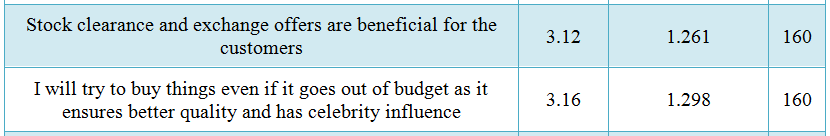 Stock clearance and exchange offers are beneficial for the
customers
3.12
1.261
160
I will try to buy things even if it goes out of budget as it
ensures better quality and has celebrity influence
3.16
1.298
160